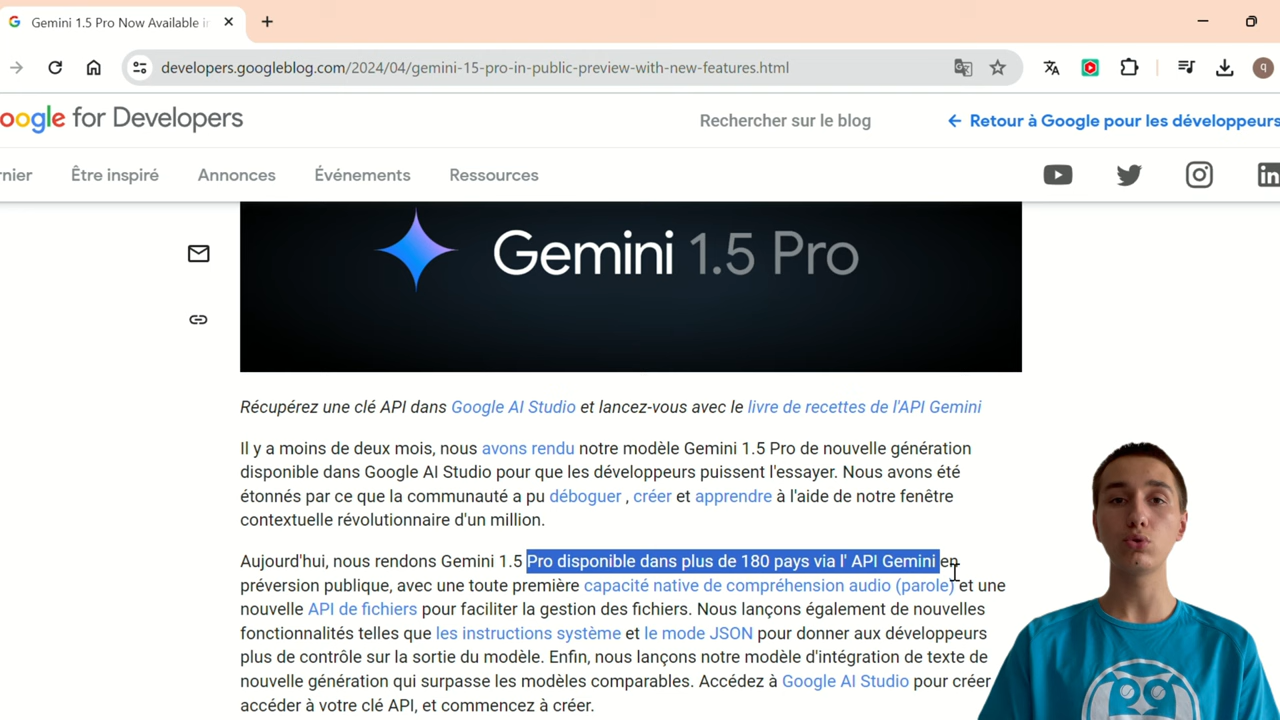 Gemini 1.5 Pro Now Available in
developers.googleblog.com/2024/04/gemini-15-pro-in-public-preview-with-new-features.html
q
oogle for Developers
Rechercher sur le blog
← Retour à Google pour les développeurs
rnier
Être inspiré
Annonces
Événements
Ressources
in
Gemini 1.5 Pro
Récupérez une clé API dans Google AI Studio et lancez-vous avec le livre de recettes de l'API Gemini
Il y a moins de deux mois, nous avons rendu notre modèle Gemini 1.5 Pro de nouvelle génération
disponible dans Google AI Studio pour que les développeurs puissent l'essayer. Nous avons été
étonnés par ce que la communauté a pu déboguer , créer et apprendre à l'aide de notre fenêtre
contextuelle révolutionnaire d'un million.
Aujourd'hui, nous rendons Gemini 1.5 Pro disponible dans plus de 180 pays via l' API Gemini en
préversion publique, avec une toute première capacité native de compréhension audio (parole) et une
nouvelle API de fichiers pour faciliter la gestion des fichiers. Nous lançons également de nouvelles
fonctionnalités telles que les instructions système et le mode JSON pour donner aux développeurs
plus de contrôle sur la sortie du modèle. Enfin, nous lançons notre modèle d'intégration de texte de
nouvelle génération qui surpasse les modèles comparables. Accédez à Google AI Studio pour créer
accéder à votre clé API, et commencez à créer.